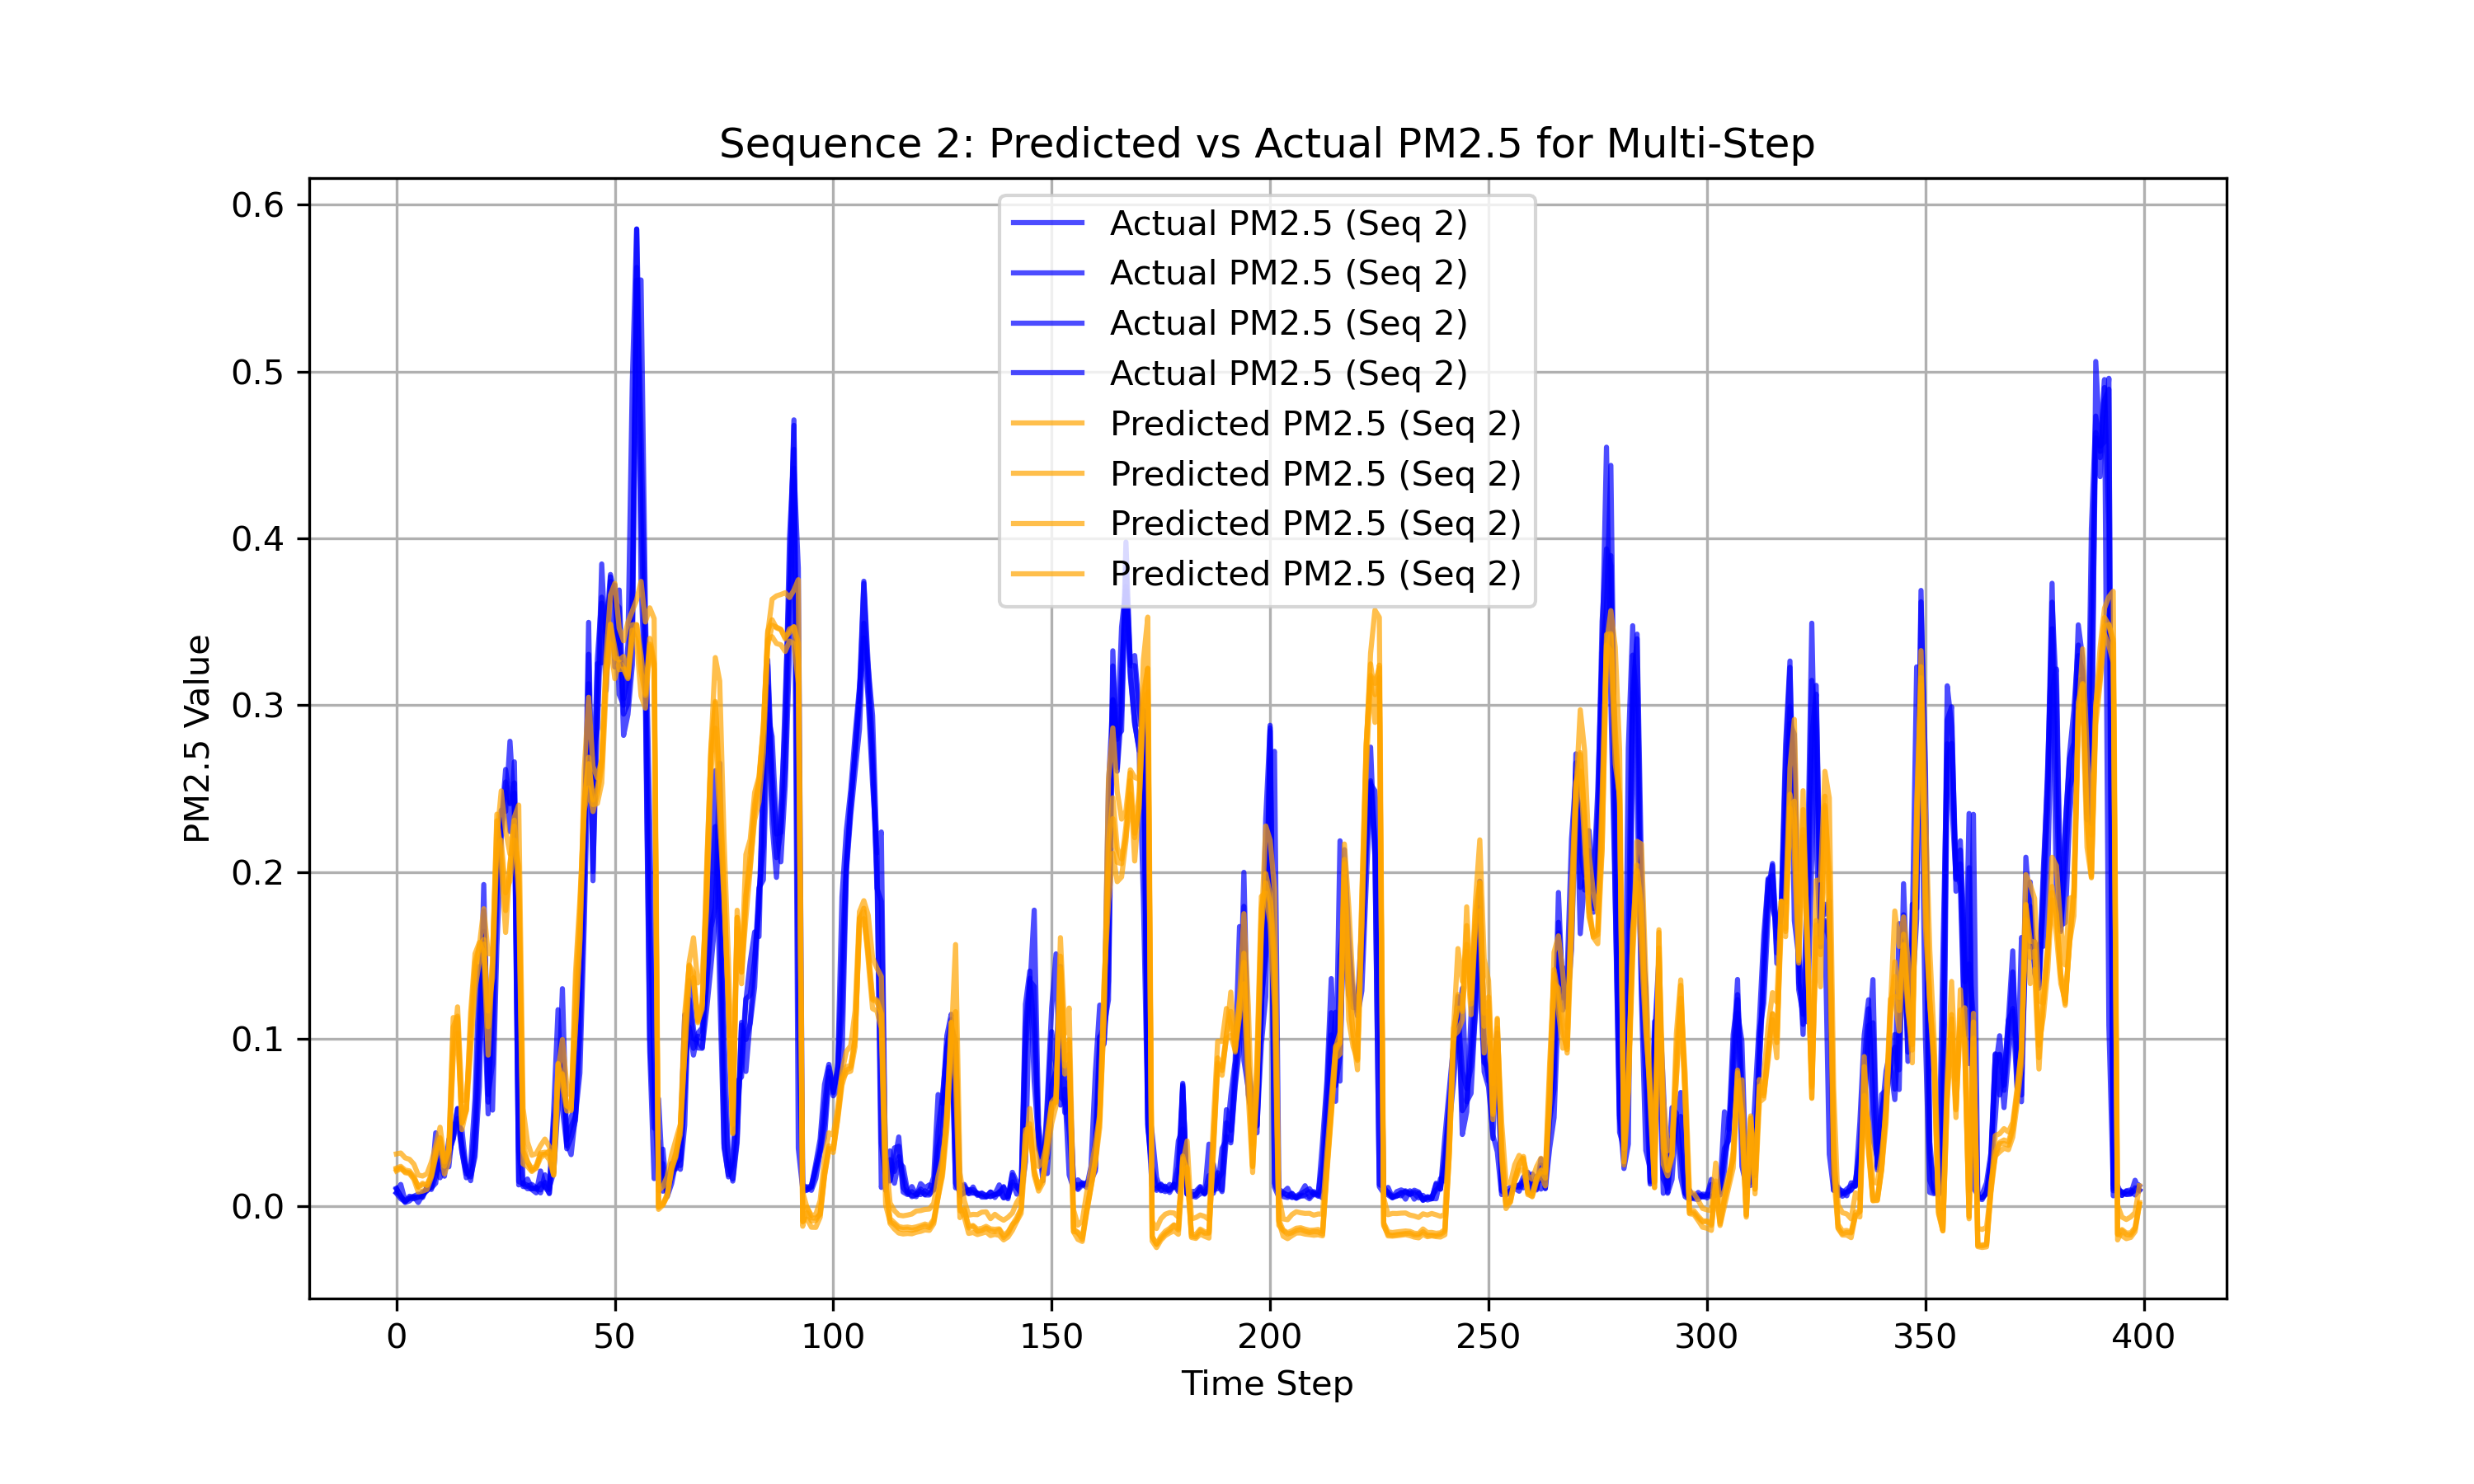 Sequence 2: Predicted vs Actual PM2.5 for Multi-Step
0.6
0.5
0.4
0.3
0.2
0.1
0.0
PM2.5 Value
Actual PM2.5 (Seq 2)
Actual PM2.5 (Seq 2)
Actual PM2.5 (Seq 2)
Actual PM2.5 (Seq 2)
Predicted PM2.5 (Seq 2)
Predicted PM2.5 (Seq 2)
Predicted PM2.5 (Seq 2)
Predicted PM2.5 (Seq 2)
0 50 100 150 200 250 300 350 400
Time Step